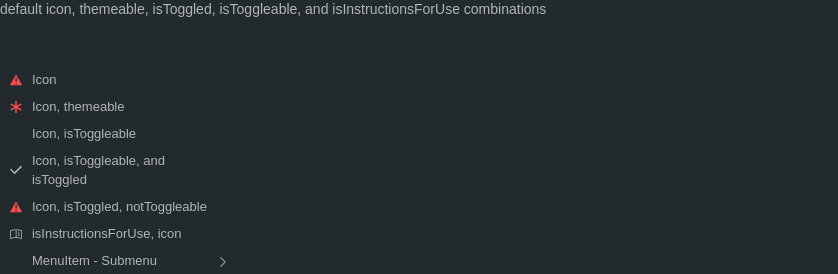 default icon, themeable, isToggled, isToggleable, and isInstructionsForUse combinations
Icon
Icon, themeable
Icon, isToggleable
Icon, isToggleable, and
isToggled
Icon, isToggled, notToggleable
isInstructionsForUse, icon
MenuItem - Submenu